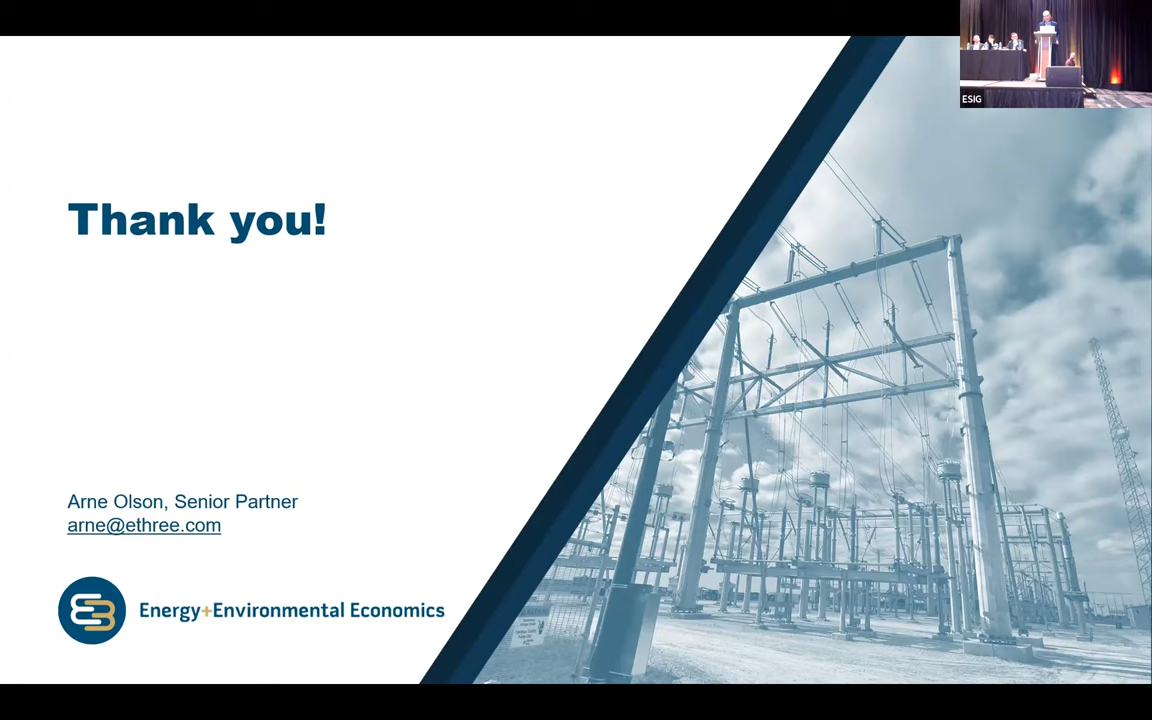 ESIG
Thank you!
Arne Olson, Senior Partner
arne@ethree.com
Energy+Environmental Economics